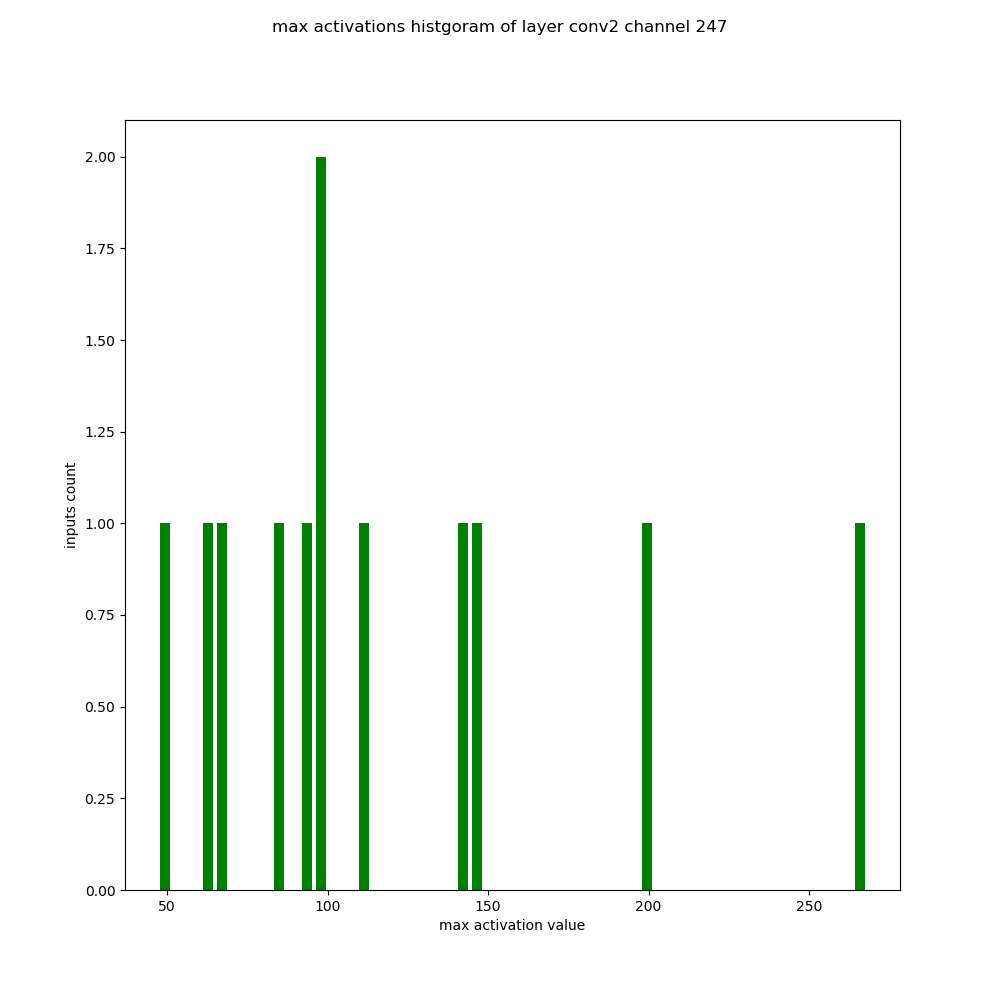 max activations histgoram of layer conv2 channel 247
2.00
1.75
1.50
1.25
1.00
0.75
0.50
0.25
0.00
inputs count
50 100 150 200 250
max activation value